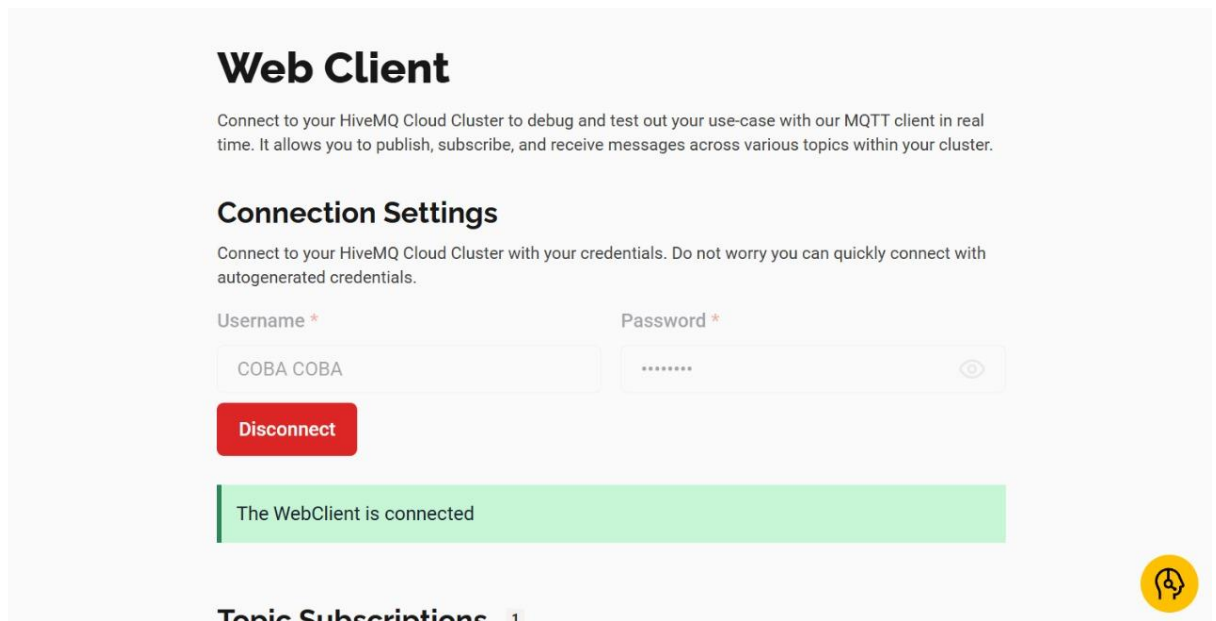 Web Client
Connect to your HiveMQ Cloud Cluster to debug and test out your use-case with our MQTT client in real
time. It allows you to publish, subscribe, and receive messages across various topics within your cluster.
Connection Settings
Connect to your HiveMQ Cloud Cluster with your credentials. Do not worry you can quickly connect with
autogenerated credentials.
Username * Password *
COBA COBA ••••••••
Disconnect
The WebClient is connected
Topic Subscriptions 1